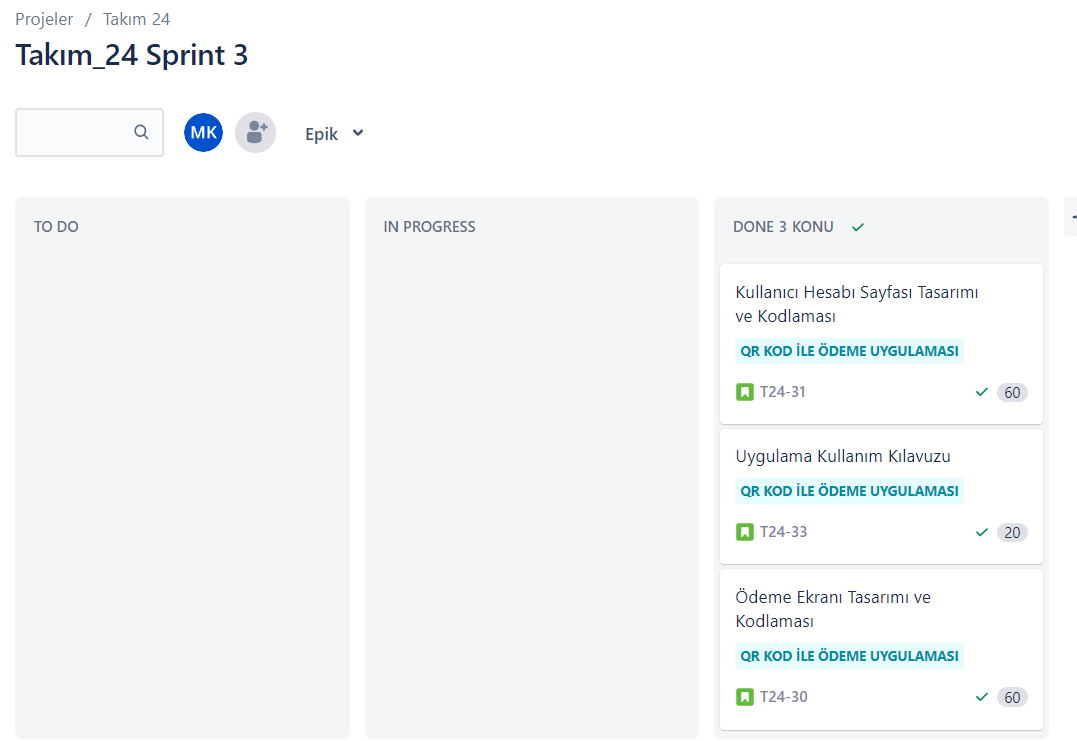 Projeler / Takım 24
Takım_24 Sprint 3
MK
Epik
TO DO
IN PROGRESS
DONE 3 KONU
Kullanıcı Hesabı Sayfası Tasarımı
ve Kodlaması
QR KOD İLE ÖDEME UYGULAMASI
T24-31 60
Uygulama Kullanım Kılavuzu
QR KOD İLE ÖDEME UYGULAMASI
T24-33 20
Ödeme Ekranı Tasarımı ve
Kodlaması
QR KOD İLE ÖDEME UYGULAMASI
T24-30 60